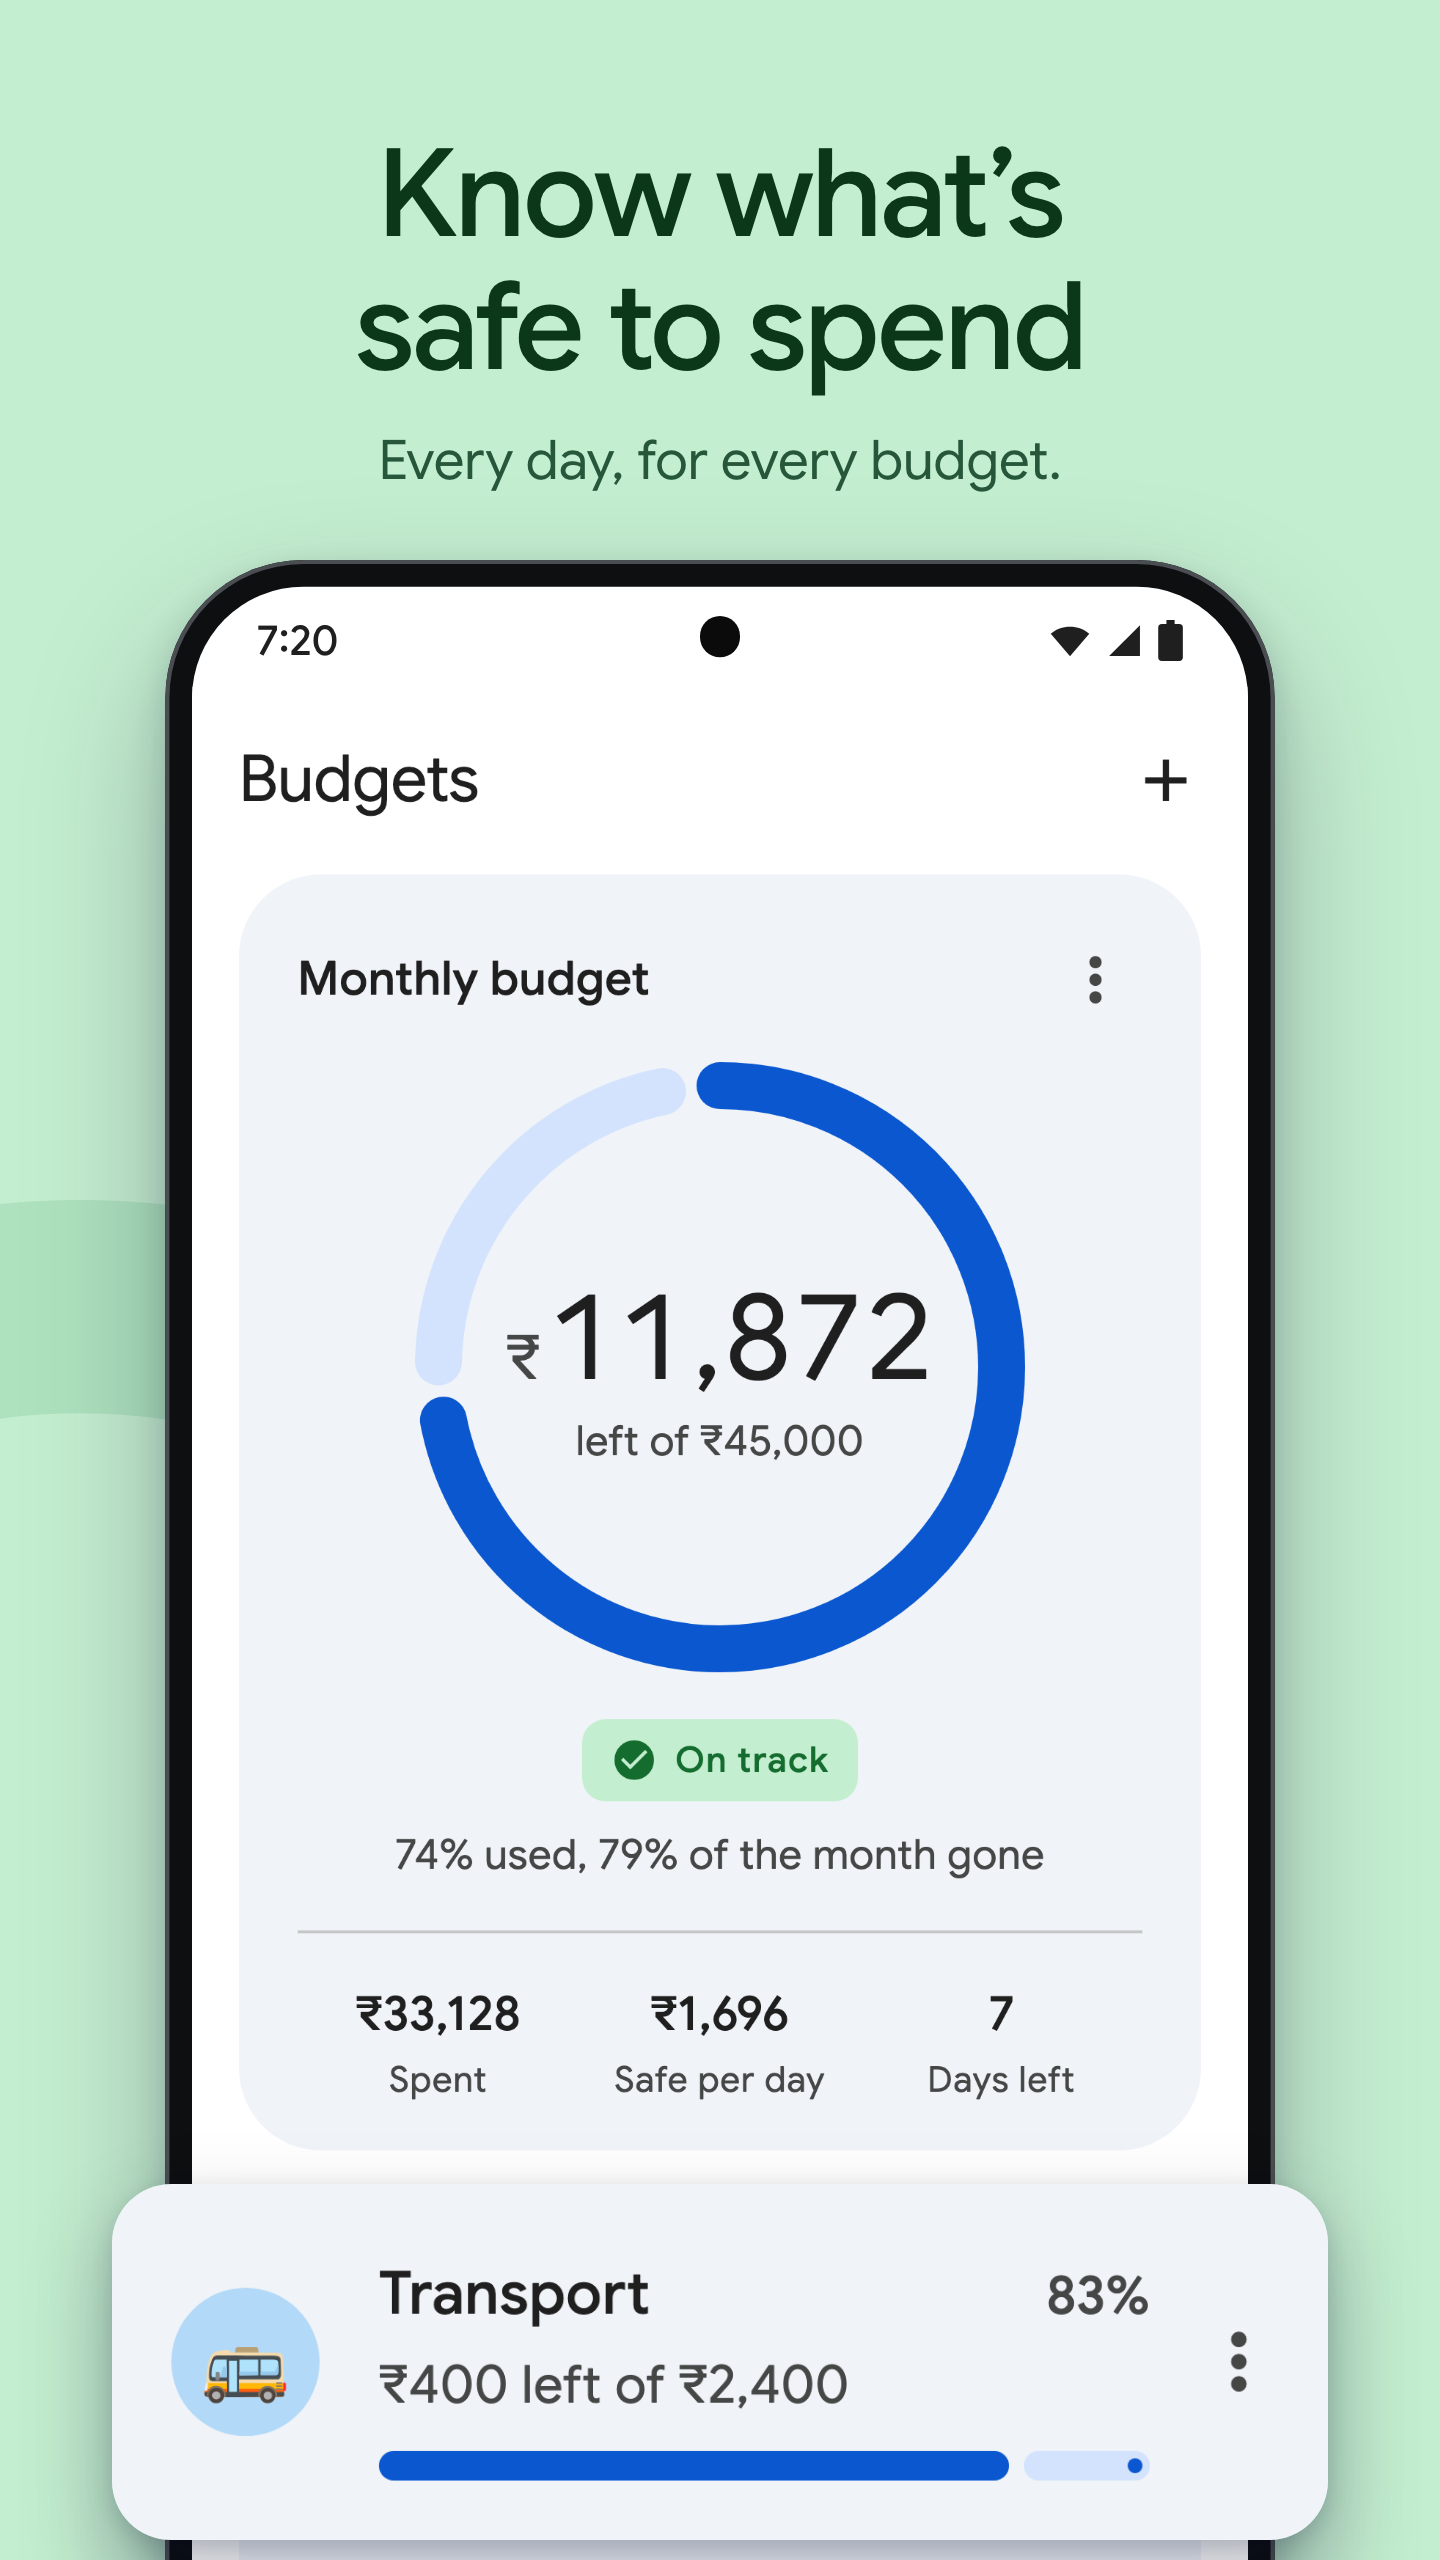 Know what’s
safe to spend
Every day, for every budget.
7:20
Budgets
Monthly budget
₹11,872
left of ₹45,000
On track
74% used, 79% of the month gone
₹33,128 ₹1,696 7
Spent Safe per day Days left
Transport 83%
₹400 left of ₹2,400